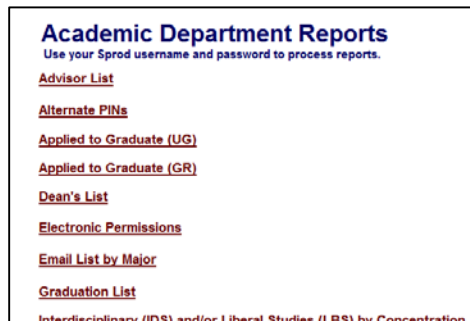 Academic Department Reports
Use your Sprod username and password to process reports.
Advisor List
Alternate PINs
Applied to Graduate (UG)
Applied to Graduate (GR)
Dean's List
Electronic Permissions
Email List by Major
Graduation List
Interdisciplinary (IDS) and/or Liberal Studies (LBS) by Concentration